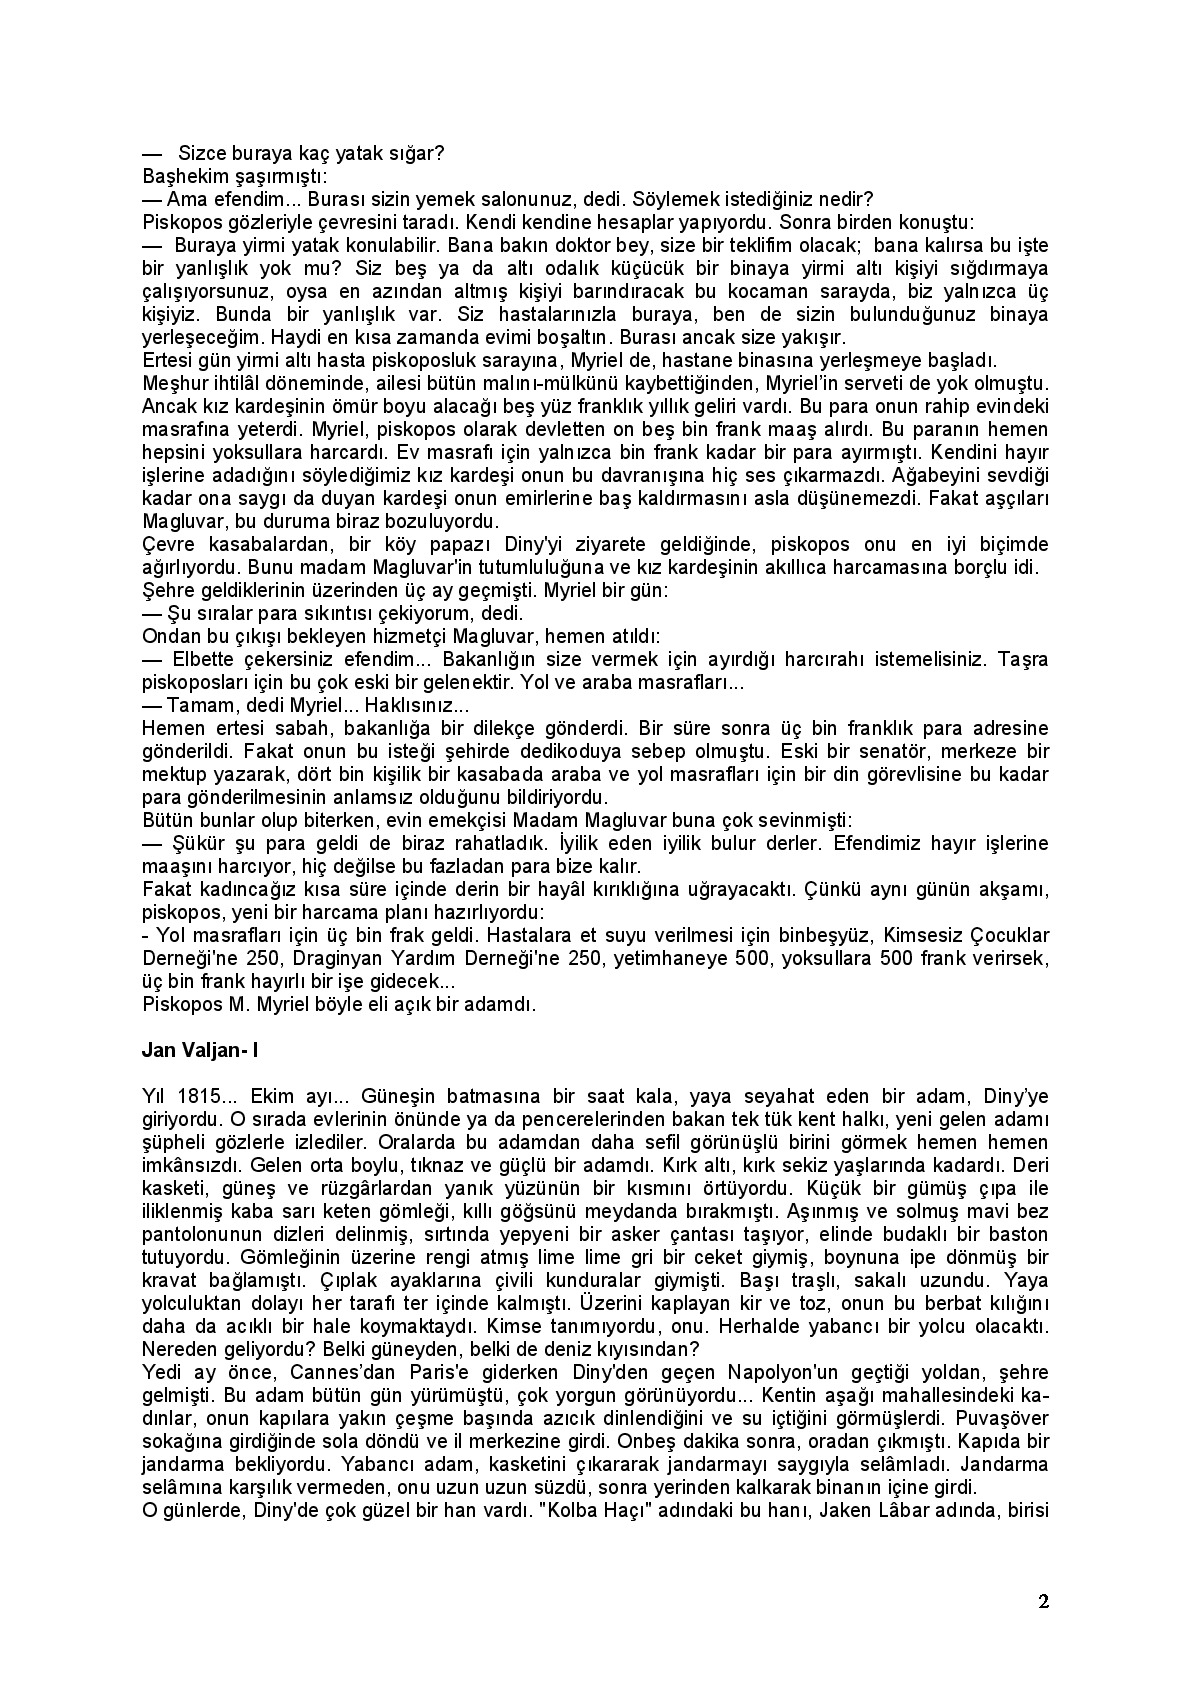 — Sizce buraya kaç yatak sığar?
Başhekim şaşırmıştı:
— Ama efendim... Burası sizin yemek salonunuz, dedi. Söylemek istediğiniz nedir?
Piskopos gözleriyle çevresini taradı. Kendi kendine hesaplar yapıyordu. Sonra birden konuştu:
— Buraya yirmi yatak konulabilir. Bana bakın doktor bey, size bir teklifim olacak; bana kalırsa bu işte
bir yanlışlık yok mu? Siz beş ya da altı odalık küçücük bir binaya yirmi altı kişiyi sığdırmaya
çalışıyorsunuz, oysa en azından altmış kişiyi barındıracak bu kocaman sarayda, biz yalnızca üç
kişiyiz. Bunda bir yanlışlık var. Siz hastalarınızla buraya, ben de sizin bulunduğunuz binaya
yerleşeceğim. Haydi en kısa zamanda evimi boşaltın. Burası ancak size yakışır.
Ertesi gün yirmi altı hasta piskoposluk sarayına, Myriel de, hastane binasına yerleşmeye başladı.
Meşhur ihtilâl döneminde, ailesi bütün malını-mülkünü kaybettiğinden, Myriel’in serveti de yok olmuştu.
Ancak kız kardeşinin ömür boyu alacağı beş yüz franklık yıllık geliri vardı. Bu para onun rahip evindeki
masrafına yeterdi. Myriel, piskopos olarak devletten on beş bin frank maaş alırdı. Bu paranın hemen
hepsini yoksullara harcardı. Ev masrafı için yalnızca bin frank kadar bir para ayırmıştı. Kendini hayır
işlerine adadığını söylediğimiz kız kardeşi onun bu davranışına hiç ses çıkarmazdı. Ağabeyini sevdiği
kadar ona saygı da duyan kardeşi onun emirlerine baş kaldırmasını asla düşünemezdi. Fakat aşçıları
Magluvar, bu duruma biraz bozuluyordu.
Çevre kasabalardan, bir köy papazı Diny'yi ziyarete geldiğinde, piskopos onu en iyi biçimde
ağırlıyordu. Bunu madam Magluvar'in tutumluluğuna ve kız kardeşinin akıllıca harcamasına borçlu idi.
Şehre geldiklerinin üzerinden üç ay geçmişti. Myriel bir gün:
— Şu sıralar para sıkıntısı çekiyorum, dedi.
Ondan bu çıkışı bekleyen hizmetçi Magluvar, hemen atıldı:
— Elbette çekersiniz efendim... Bakanlığın size vermek için ayırdığı harcırahı istemelisiniz. Taşra
piskoposları için bu çok eski bir gelenektir. Yol ve araba masrafları...
— Tamam, dedi Myriel... Haklısınız...
Hemen ertesi sabah, bakanlığa bir dilekçe gönderdi. Bir süre sonra üç bin franklık para adresine
gönderildi. Fakat onun bu isteği şehirde dedikoduya sebep olmuştu. Eski bir senatör, merkeze bir
mektup yazarak, dört bin kişilik bir kasabada araba ve yol masrafları için bir din görevlisine bu kadar
para gönderilmesinin anlamsız olduğunu bildiriyordu.
Bütün bunlar olup biterken, evin emekçisi Madam Magluvar buna çok sevinmişti:
— Şükür şu para geldi de biraz rahatladık. İyilik eden iyilik bulur derler. Efendimiz hayır işlerine
maaşını harcıyor, hiç değilse bu fazladan para bize kalır.
Fakat kadıncağız kısa süre içinde derin bir hayâl kırıklığına uğrayacaktı. Çünkü aynı günün akşamı,
piskopos, yeni bir harcama planı hazırlıyordu:
- Yol masrafları için üç bin frak geldi. Hastalara et suyu verilmesi için binbeşyüz, Kimsesiz Çocuklar
Derneği'ne 250, Draginyan Yardım Derneği'ne 250, yetimhaneye 500, yoksullara 500 frank verirsek,
üç bin frank hayırlı bir işe gidecek...
Piskopos M. Myriel böyle eli açık bir adamdı.
Jan Valjan- I
Yıl 1815... Ekim ayı... Güneşin batmasına bir saat kala, yaya seyahat eden bir adam, Diny’ye
giriyordu. O sırada evlerinin önünde ya da pencerelerinden bakan tek tük kent halkı, yeni gelen adamı
şüpheli gözlerle izlediler. Oralarda bu adamdan daha sefil görünüşlü birini görmek hemen hemen
imkânsızdı. Gelen orta boylu, tıknaz ve güçlü bir adamdı. Kırk altı, kırk sekiz yaşlarında kadardı. Deri
kasketi, güneş ve rüzgârlardan yanık yüzünün bir kısmını örtüyordu. Küçük bir gümüş çıpa ile
iliklenmiş kaba sarı keten gömleği, kıllı göğsünü meydanda bırakmıştı. Aşınmış ve solmuş mavi bez
pantolonunun dizleri delinmiş, sırtında yepyeni bir asker çantası taşıyor, elinde budaklı bir baston
tutuyordu. Gömleğinin üzerine rengi atmış lime lime gri bir ceket giymiş, boynuna ipe dönmüş bir
kravat bağlamıştı. Çıplak ayaklarına çivili kunduralar giymişti. Başı traşlı, sakalı uzundu. Yaya
yolculuktan dolayı her tarafı ter içinde kalmıştı. Üzerini kaplayan kir ve toz, onun bu berbat kılığını
daha da acıklı bir hale koymaktaydı. Kimse tanımıyordu, onu. Herhalde yabancı bir yolcu olacaktı.
Nereden geliyordu? Belki güneyden, belki de deniz kıyısından?
Yedi ay önce, Cannes’dan Paris'e giderken Diny'den geçen Napolyon'un geçtiği yoldan, şehre
gelmişti. Bu adam bütün gün yürümüştü, çok yorgun görünüyordu... Kentin aşağı mahallesindeki ka-
dınlar, onun kapılara yakın çeşme başında azıcık dinlendiğini ve su içtiğini görmüşlerdi. Puvaşöver
sokağına girdiğinde sola döndü ve il merkezine girdi. Onbeş dakika sonra, oradan çıkmıştı. Kapıda bir
jandarma bekliyordu. Yabancı adam, kasketini çıkararak jandarmayı saygıyla selâmladı. Jandarma
selâmına karşılık vermeden, onu uzun uzun süzdü, sonra yerinden kalkarak binanın içine girdi.
O günlerde, Diny'de çok güzel bir han vardı. "Kolba Haçı" adındaki bu hanı, Jaken Lâbar adında, birisi
2